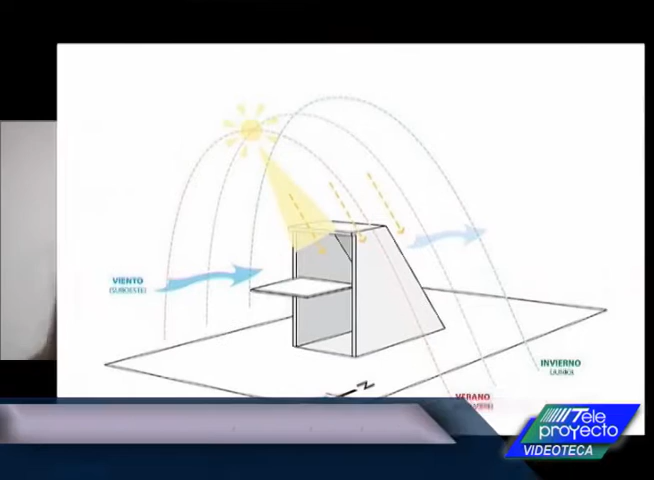 VIENTO
INVIERNO
VERANO
N
Tele
proyecto
VIDEOTECA